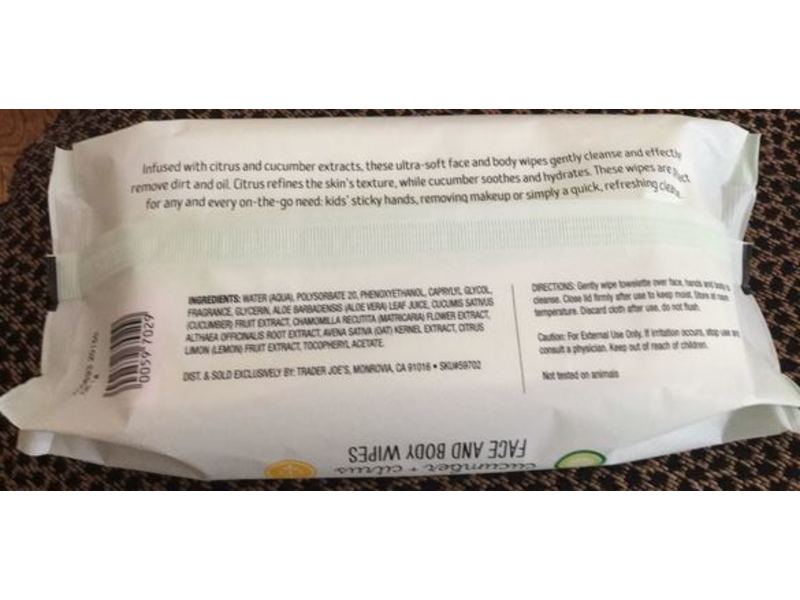 Infused with citrus and cucumber extracts, these ultra-soft face and body wipes gently cleanse and effectively
remove dirt and oil. Citrus refines the skin's texture, while cucumber soothes and hydrates. These wipes are perfect
for any and every on-the-go need: kids' sticky hands, removing makeup or simply a quick, refreshing
INGREDIENTS: WATER (AQUA), POLYSORBATE 20, PHENOXYETHANOL, CAPRYLYL GLYCOL,
FRAGRANCE, GLYCERIN, ALOE BARBADENSIS (ALOE VERA) LEAF JUICE, CUCUMIS SATIVUS
(CUCUMBER) FRUIT EXTRACT, CHAMOMILLA RECUTITA (MATRICARIA) FLOWER EXTRACT,
ALTHAEA OFFICINALIS ROOT EXTRACT, AVENA SATIVA (OAT) KERNEL EXTRACT, CITRUS
LIMON (LEMON) FRUIT EXTRACT, TOCOPHERYL ACETATE.
DIST. & SOLD EXCLUSIVELY BY: TRADER JOE'S, MONROVIA, CA 91016 • SKU#59702
DIRECTIONS: Gently wipe towelette over face, hands and body to
cleanse. Close lid firmly after use to keep moist. Store at room
temperature. Discard cloth after use, do not flush.
Caution: For External Use Only. If irritation occurs, stop use and
consult a physician. Keep out of reach of children.
Not tested on animals
0059 7029
cucumber + citrus
FACE AND BODY WIPES